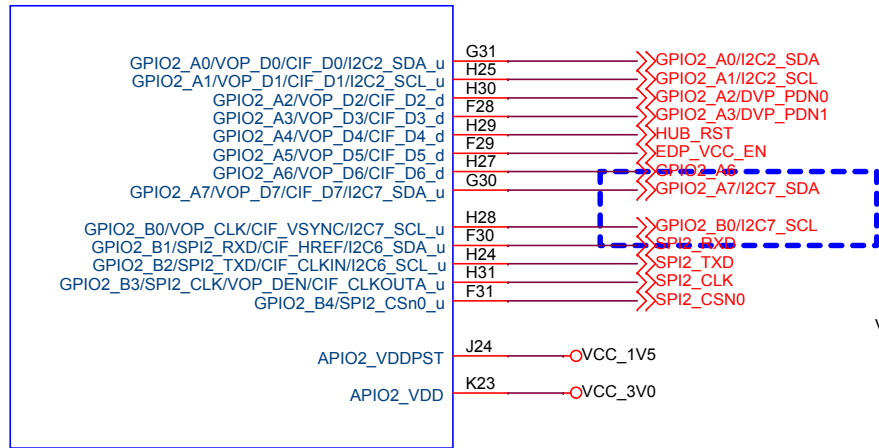 GPIO2_A0/VOP_D0/CIF_D0/I2C2_SDA_u G31 GPIO2_A0/I2C2_SDA
GPIO2_A1/VOP_D1/CIF_D1/I2C2_SCL_u H25 GPIO2_A1/I2C2_SCL
GPIO2_A2/VOP_D2/CIF_D2_d H30 GPIO2_A2/DVP_PDN0
GPIO2_A3/VOP_D3/CIF_D3_d F28 GPIO2_A3/DVP_PDN1
GPIO2_A4/VOP_D4/CIF_D4_d H29 HUB_RST
GPIO2_A5/VOP_D5/CIF_D5_d F29 EDP_VCC_EN
GPIO2_A6/VOP_D6/CIF_D6_d H27 GPIO2_A6
GPIO2_A7/VOP_D7/CIF_D7/I2C7_SDA_u G30 GPIO2_A7/I2C7_SDA
GPIO2_B0/VOP_CLK/CIF_VSYNC/I2C7_SCL_u H28 GPIO2_B0/I2C7_SCL
GPIO2_B1/SPI2_RXD/CIF_HREF/I2C6_SDA_u F30 SPI2_RXD
GPIO2_B2/SPI2_TXD/CIF_CLKIN/I2C6_SCL_u H24 SPI2_TXD
GPIO2_B3/SPI2_CLK/VOP_DEN/CIF_CLKOUTA_u H31 SPI2_CLK
GPIO2_B4/SPI2_CSn0_u F31 SPI2_CSN0
APIO2_VDDPST J24 VCC_1V5
APIO2_VDD K23 VCC_3V0